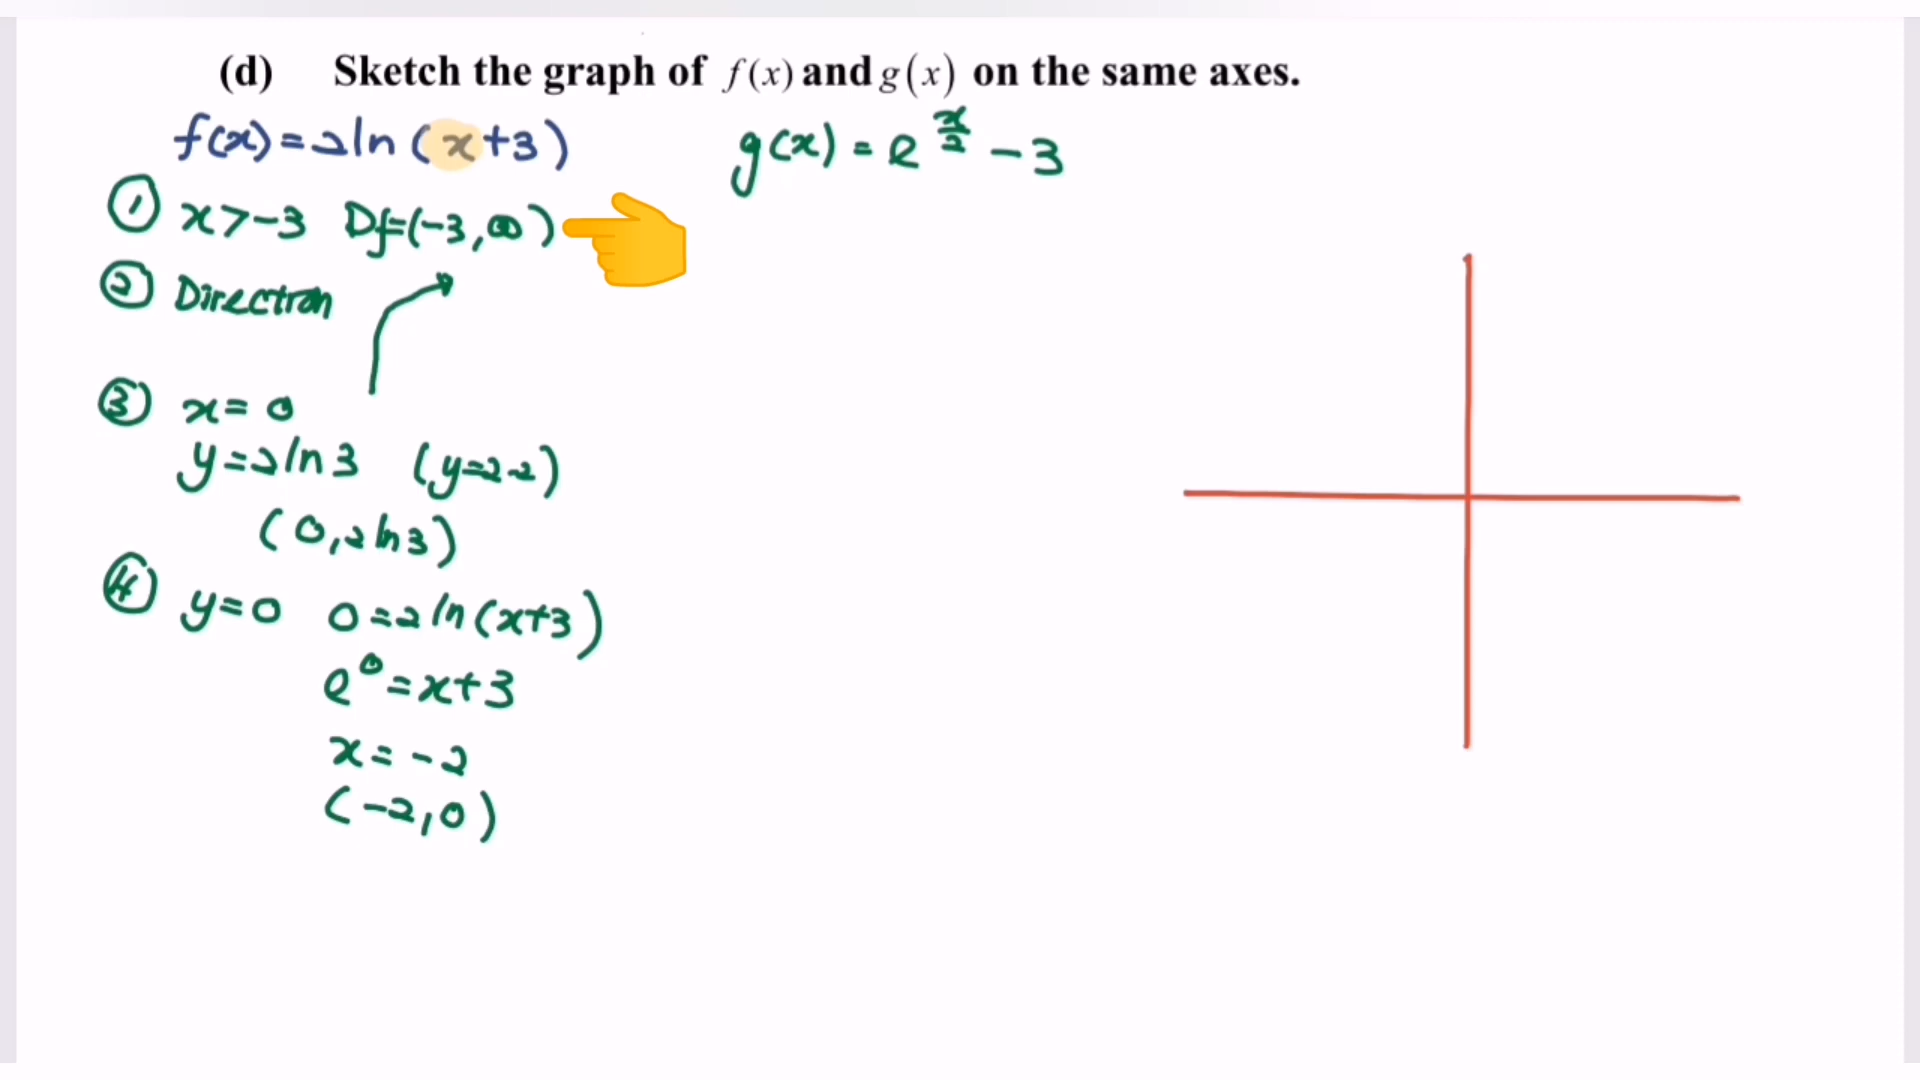 (d) Sketch the graph of f(x) and g(x) on the same axes.
f(x) = 2ln(x+3)
g(x) = e^(x/2) - 3
① x > -3 Df=(-3, ∞)
② Direction
③ x = 0
y = 2ln3 (y=2.2)
(0, 2ln3)
④ y=0 0=2ln(x+3)
e^0 = x+3
x = -2
(-2, 0)